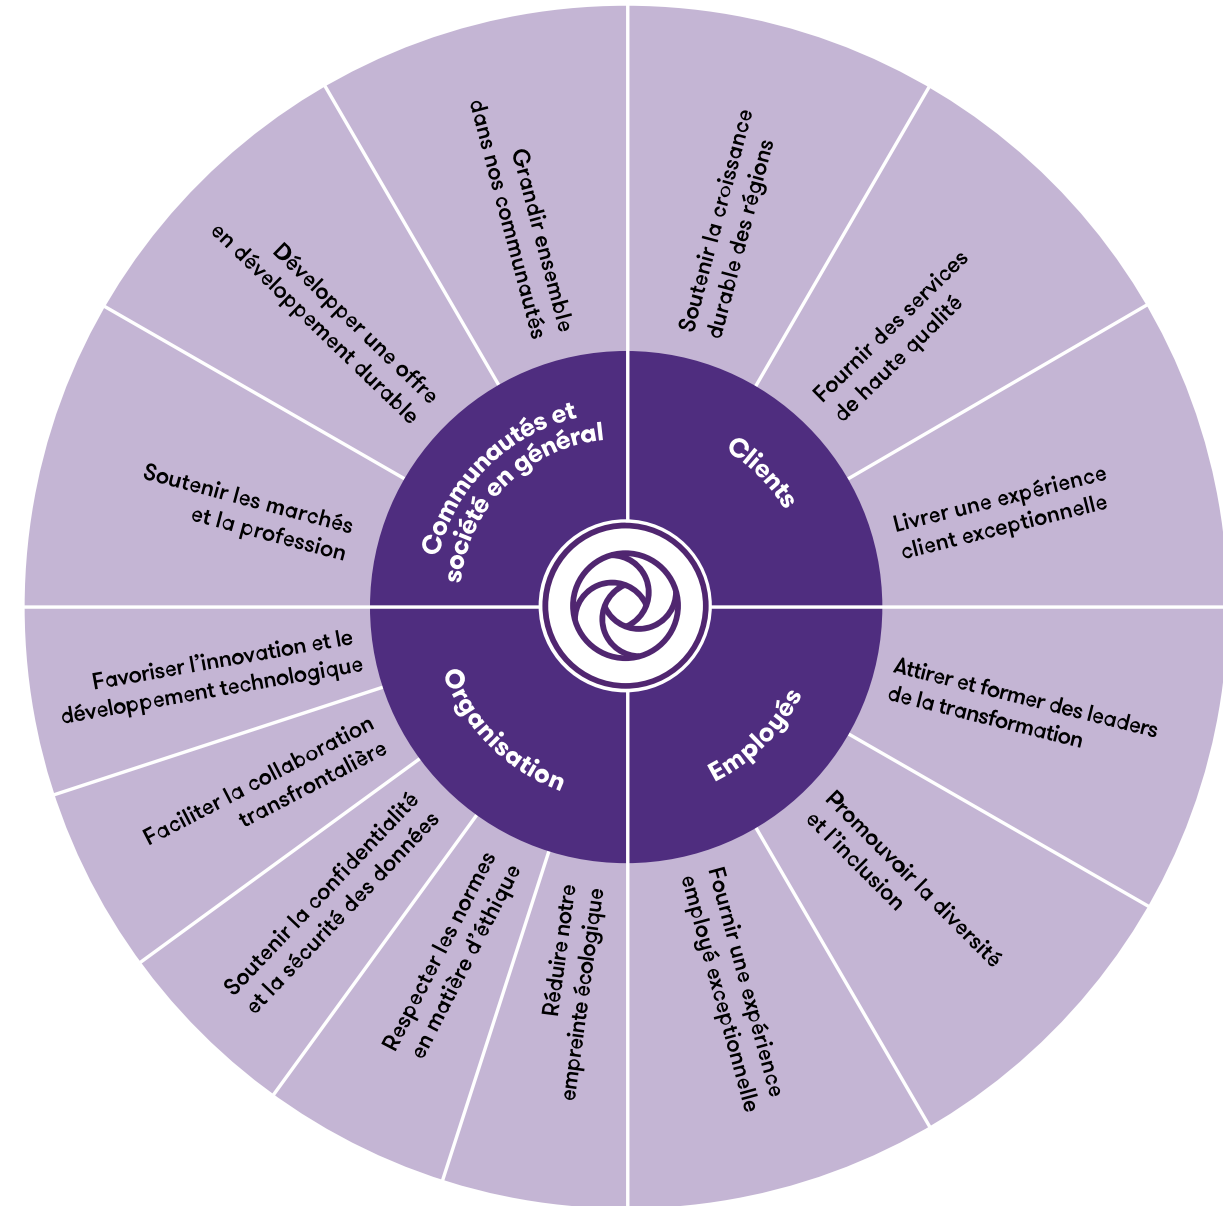 Soutenir la croissance
durable des régions
Fournir des services
de haute qualité
Livrer une expérience
client exceptionnelle
Clients
Attirer et former des leaders
de la transformation
Promouvoir la diversité
et l'inclusion
Fournir une expérience
employé exceptionnelle
Employés
Réduire notre
empreinte écologique
Respecter les normes
en matière d'éthique
Soutenir la confidentialité
et la sécurité des données
Faciliter la collaboration
transfrontalière
Favoriser l'innovation et le
développement technologique
Organisation
Soutenir les marchés
et la profession
Développer une offre
en développement durable
Grandir ensemble
dans nos communautés
Communautés et
société en général